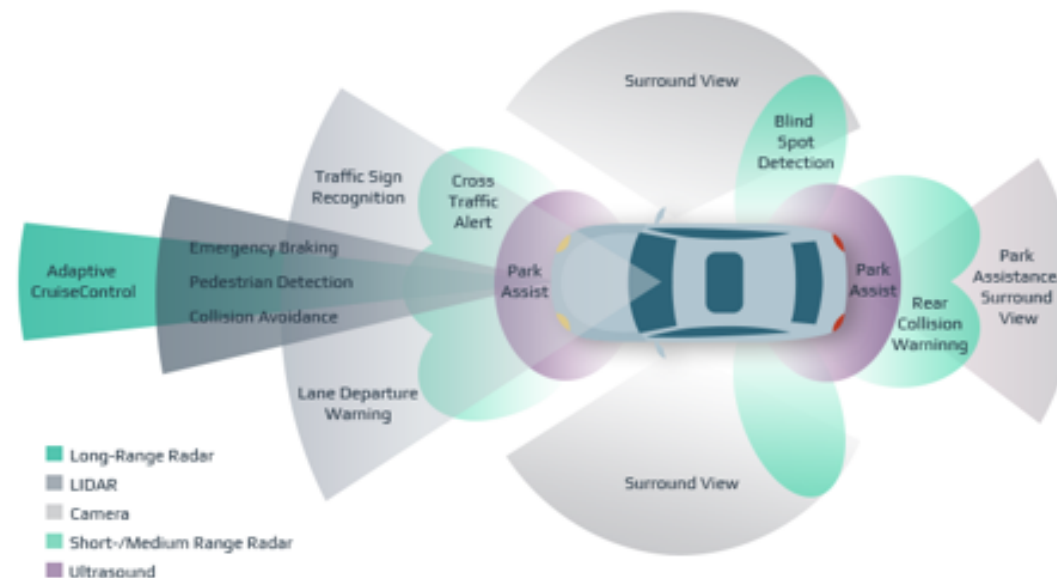 Surround View
Blind
Spot
Detection
Traffic Sign
Recognition
Cross
Traffic
Alert
Emergency Braking
Pedestrian Detection
Collision Avoidance
Adaptive
CruiseControl
Park
Assist
Park
Assist
Rear
Collision
Warninng
Park
Assistance
Surround
View
Lane Departure
Warning
Surround View
Long-Range Radar
LIDAR
Camera
Short-/Medium Range Radar
Ultrasound